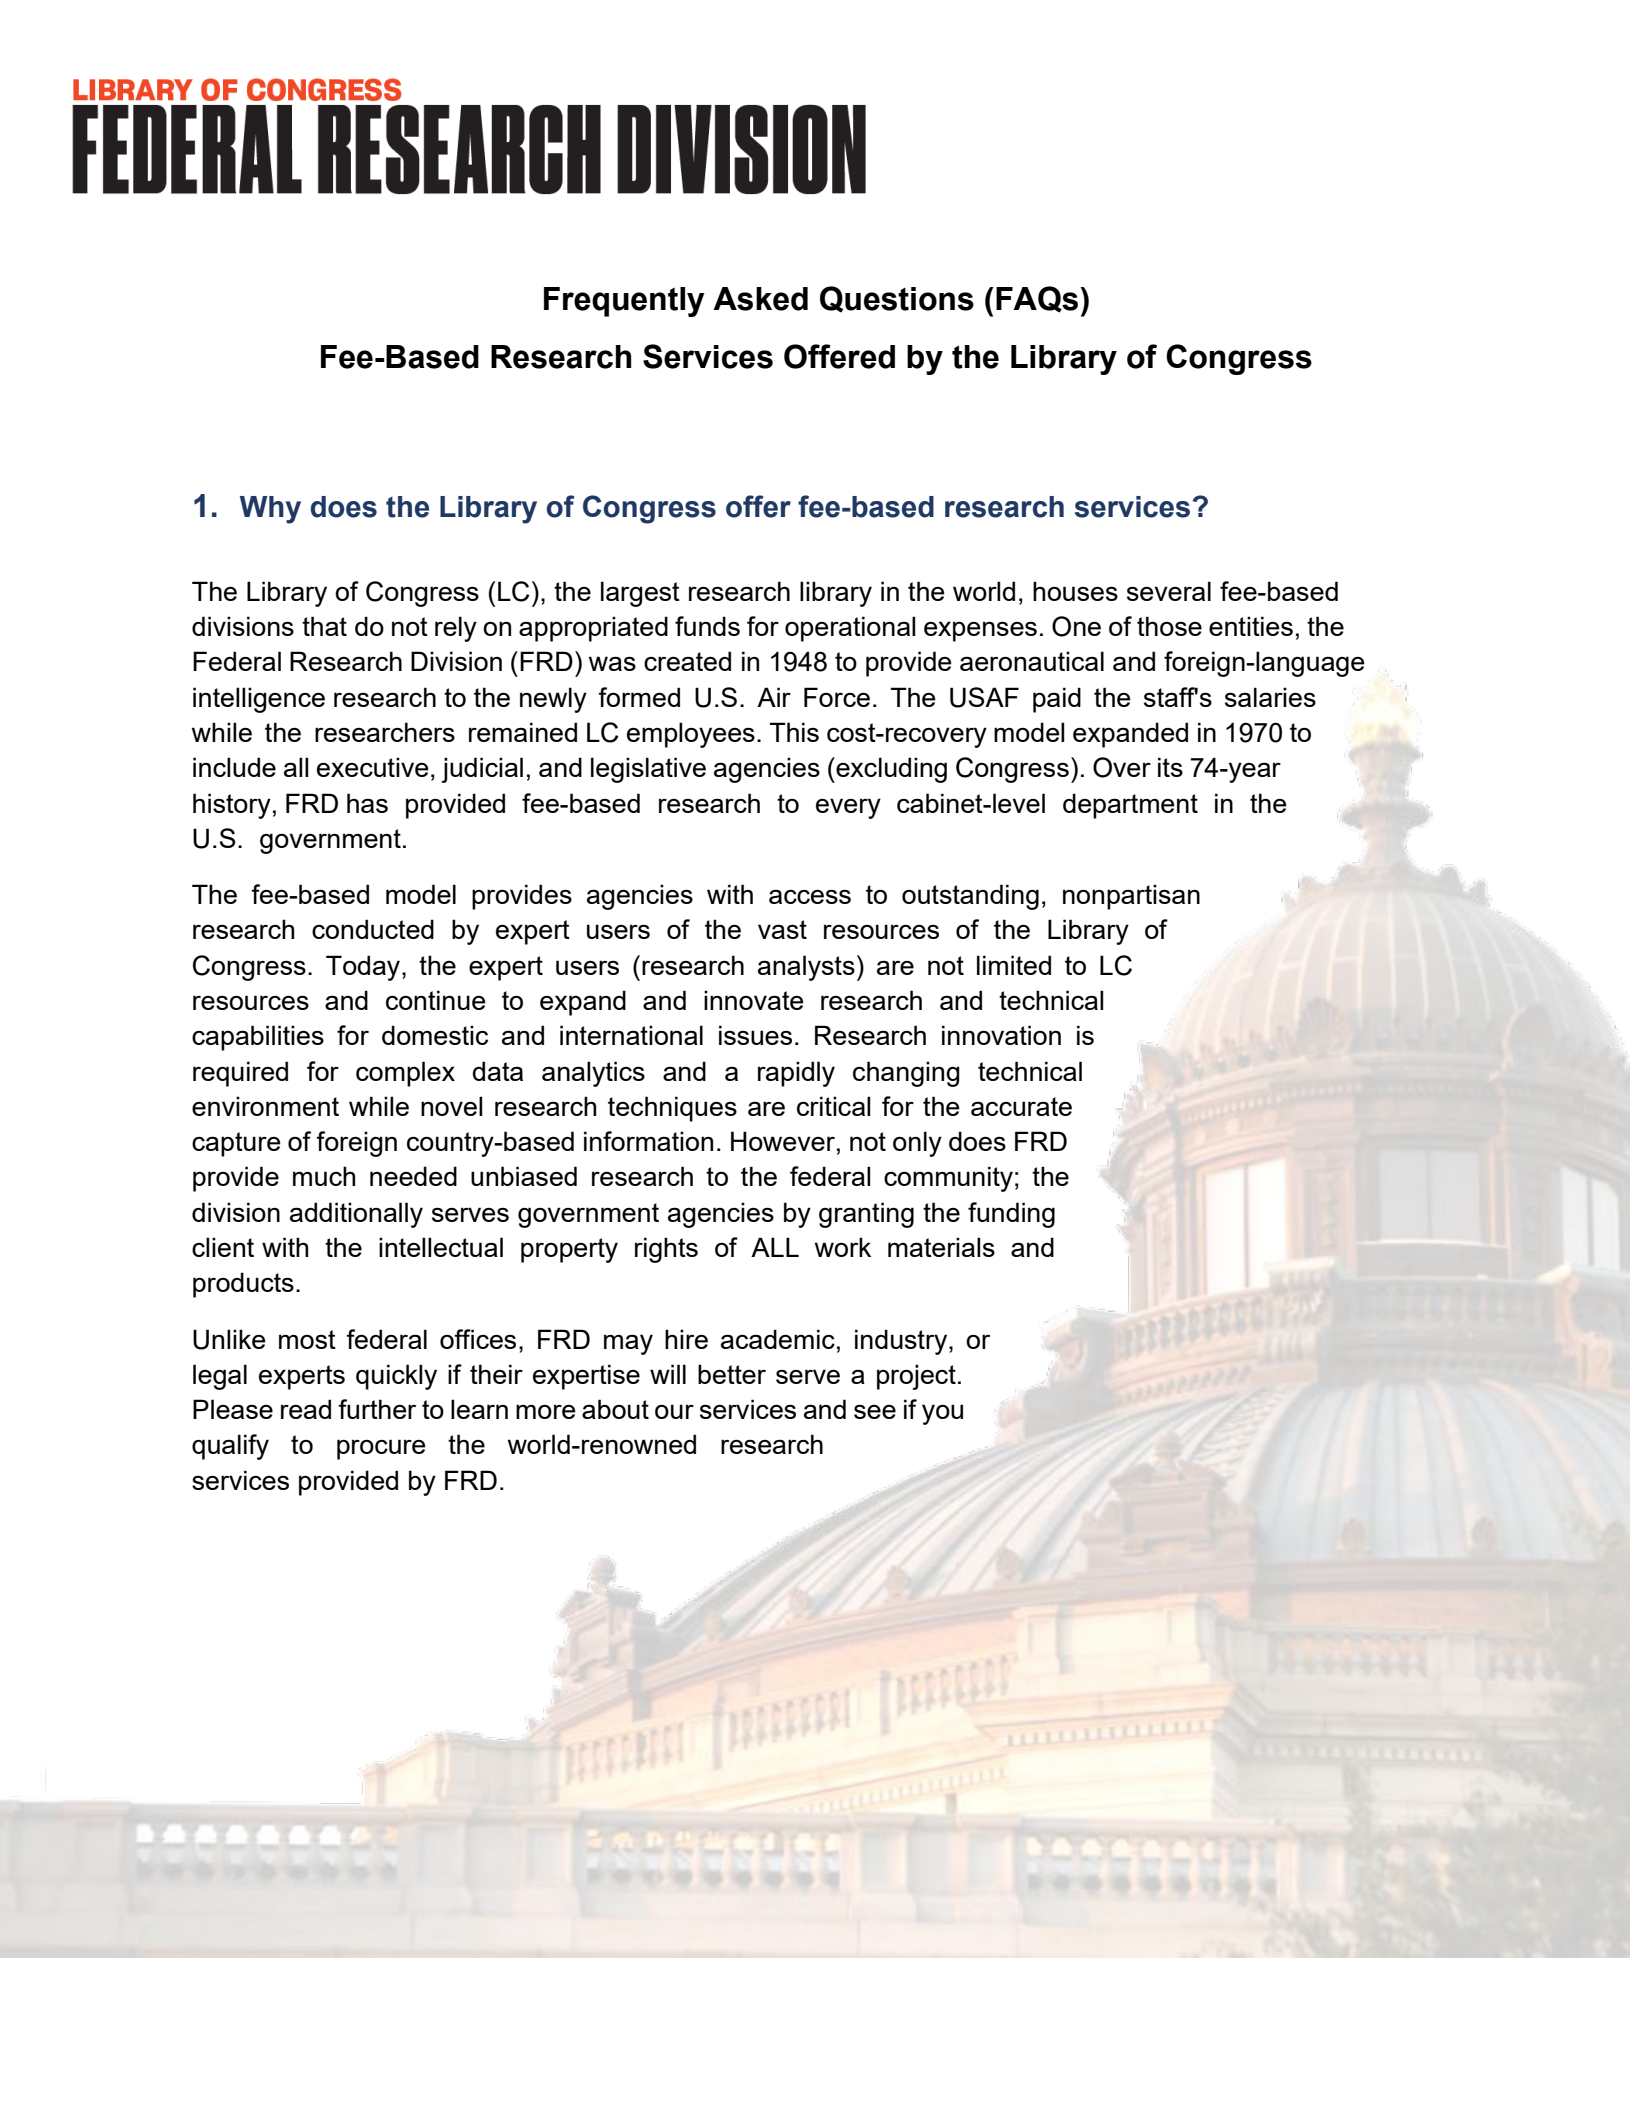 LIBRARY OF CONGRESS
FEDERAL RESEARCH DIVISION
Frequently Asked Questions (FAQs)
Fee-Based Research Services Offered by the Library of Congress
1. Why does the Library of Congress offer fee-based research services?
The Library of Congress (LC), the largest research library in the world, houses several fee-based
divisions that do not rely on appropriated funds for operational expenses. One of those entities, the
Federal Research Division (FRD) was created in 1948 to provide aeronautical and foreign-language
intelligence research to the newly formed U.S. Air Force. The USAF paid the staff's salaries
while the researchers remained LC employees. This cost-recovery model expanded in 1970 to
include all executive, judicial, and legislative agencies (excluding Congress). Over its 74-year
history, FRD has provided fee-based research to every cabinet-level department in the
U.S. government.
The fee-based model provides agencies with access to outstanding, nonpartisan
research conducted by expert users of the vast resources of the Library of
Congress. Today, the expert users (research analysts) are not limited to LC
resources and continue to expand and innovate research and technical
capabilities for domestic and international issues. Research innovation is
required for complex data analytics and a rapidly changing technical
environment while novel research techniques are critical for the accurate
capture of foreign country-based information. However, not only does FRD
provide much needed unbiased research to the federal community; the
division additionally serves government agencies by granting the funding
client with the intellectual property rights of ALL work materials and
products.
Unlike most federal offices, FRD may hire academic, industry, or
legal experts quickly if their expertise will better serve a project.
Please read further to learn more about our services and see if you
qualify to procure the world-renowned research
services provided by FRD.